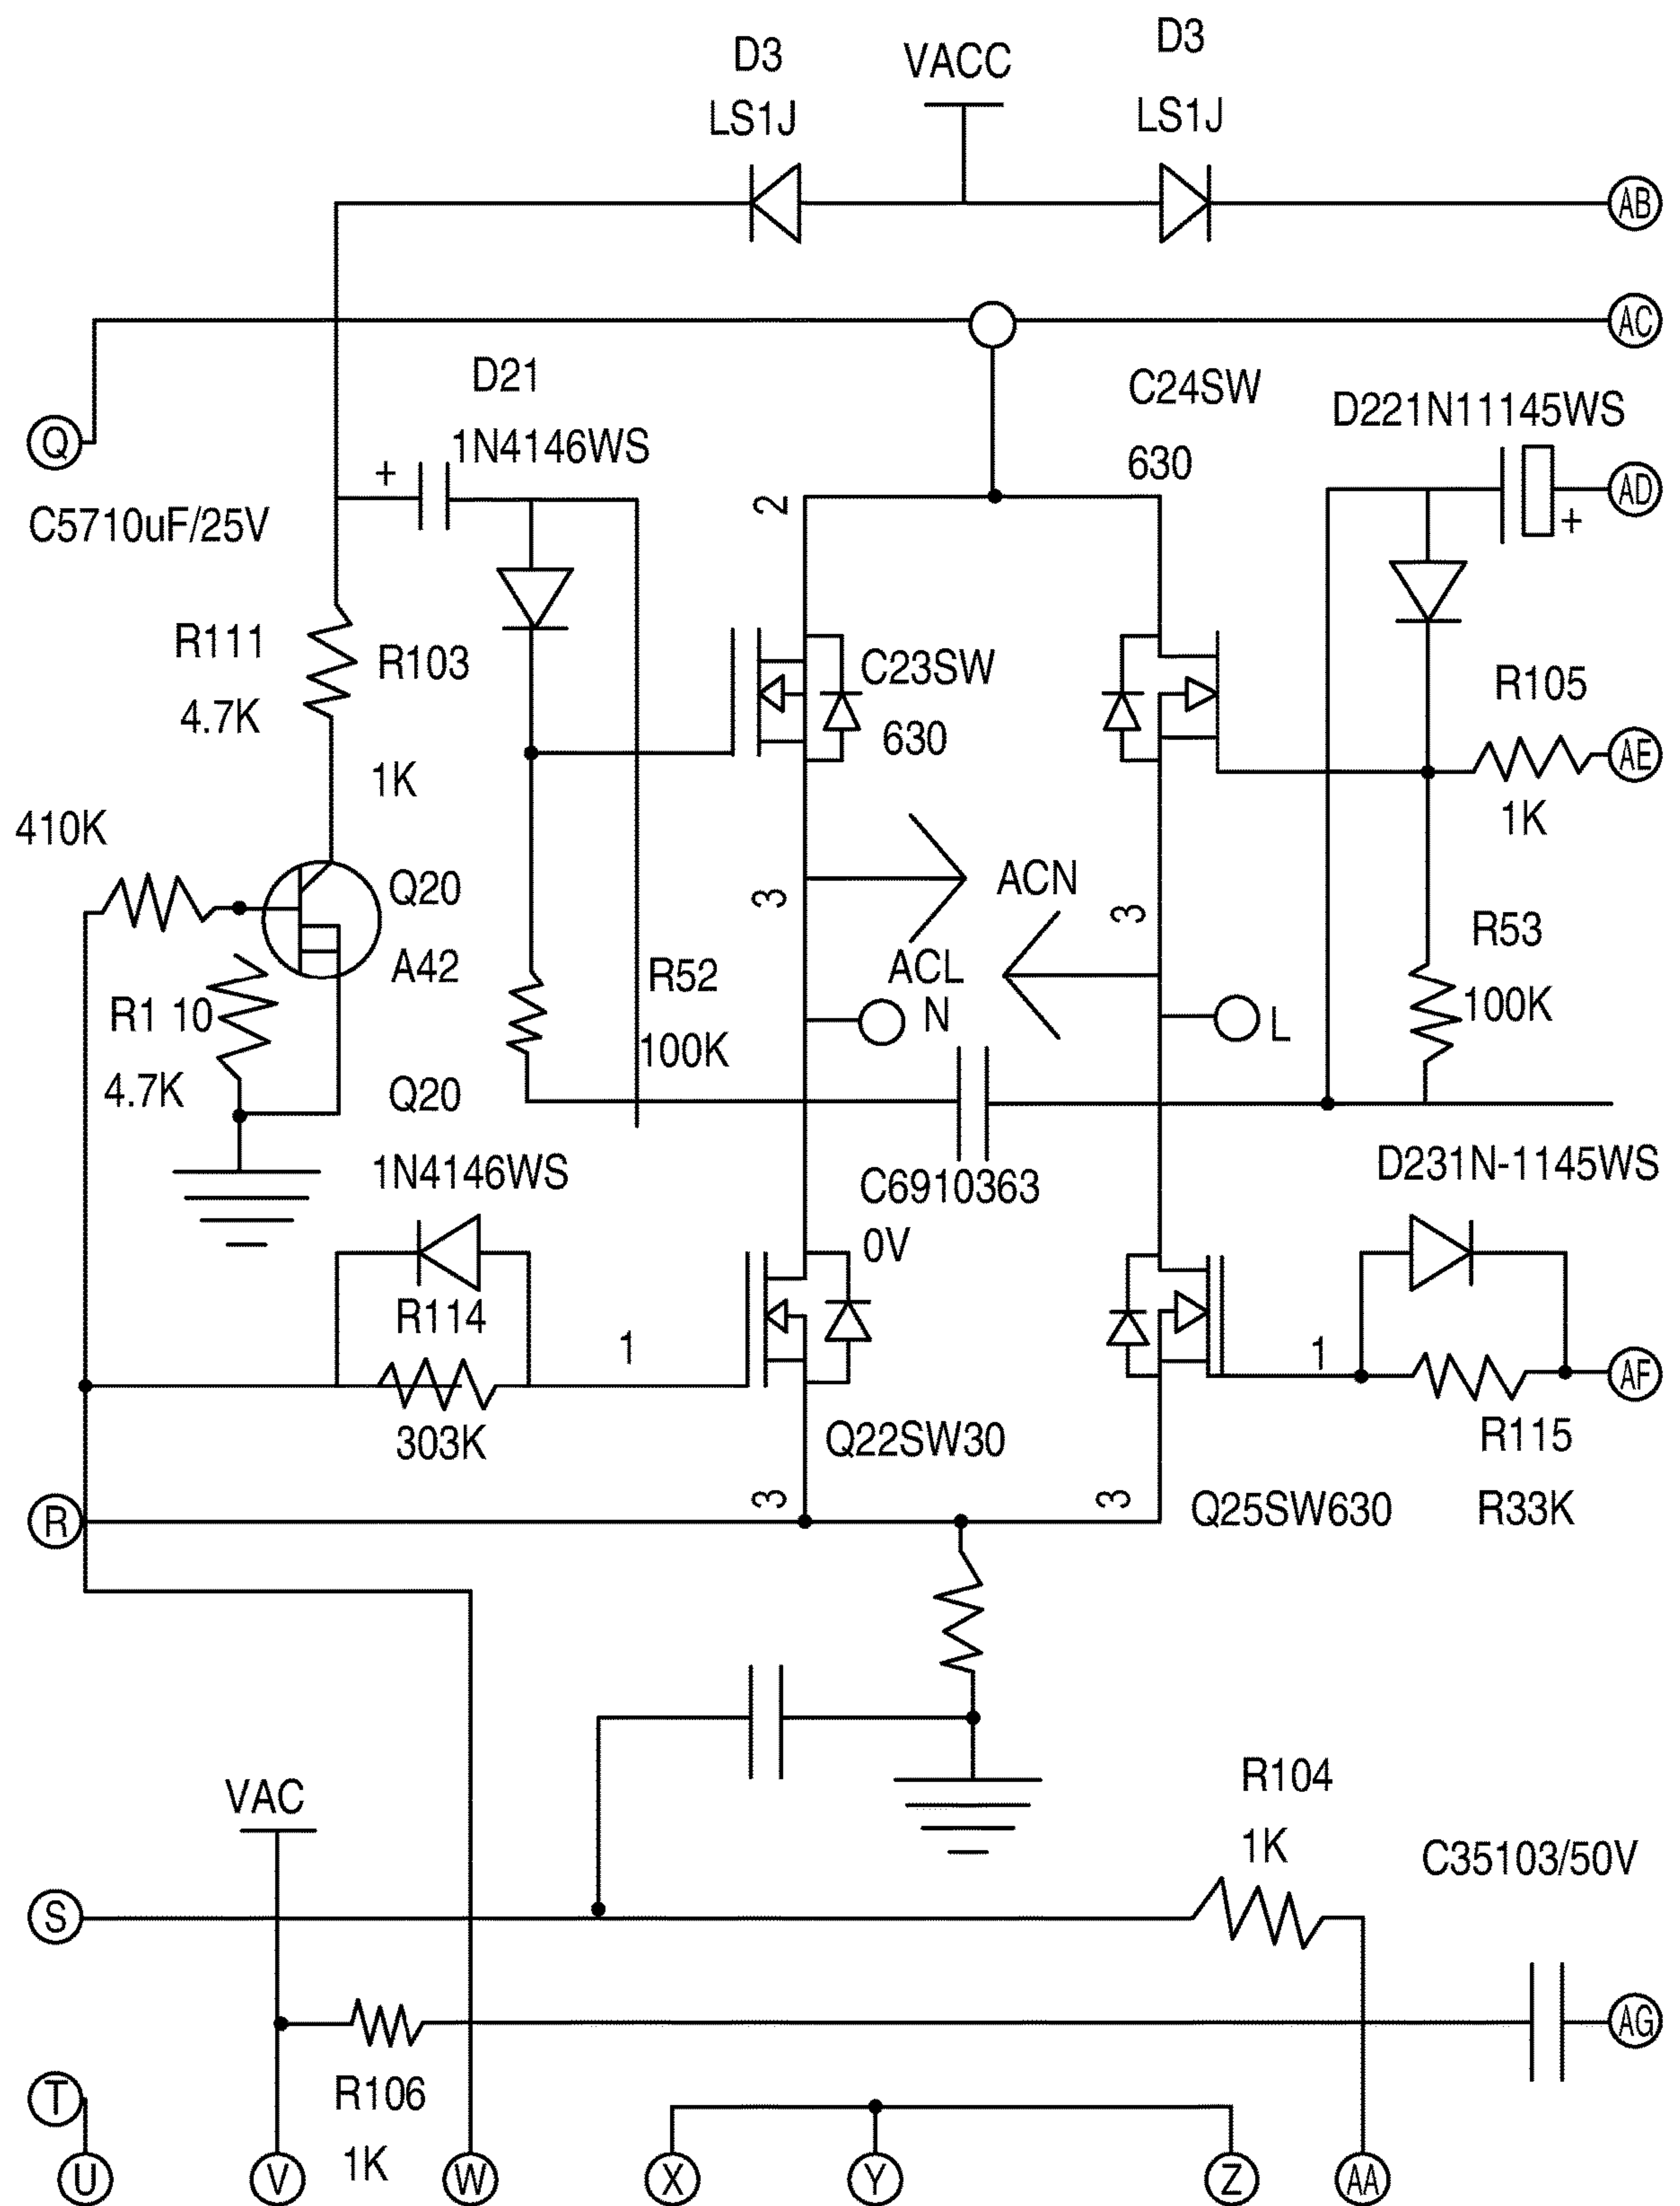 D3
VACC
D3
LS1J
LS1J
AB
AC
D21
C24SW
D221N11145WS
Q
1N4146WS
630
+
AD
C5710uF/25V
2
+
R111
R103
C23SW
R105
4.7K
630
AE
1K
1K
410K
Q20
3
ACN
3
R53
A42
R52
ACL
R1 10
N
L
100K
100K
4.7K
Q20
1N4146WS
C6910363
D231N-1145WS
0V
R114
1
1
AF
303K
Q22SW30
R115
R
3
3
Q25SW630
R33K
VAC
R104
1K
C35103/50V
S
AG
T
R106
1K
U
V
W
X
Y
Z
AA